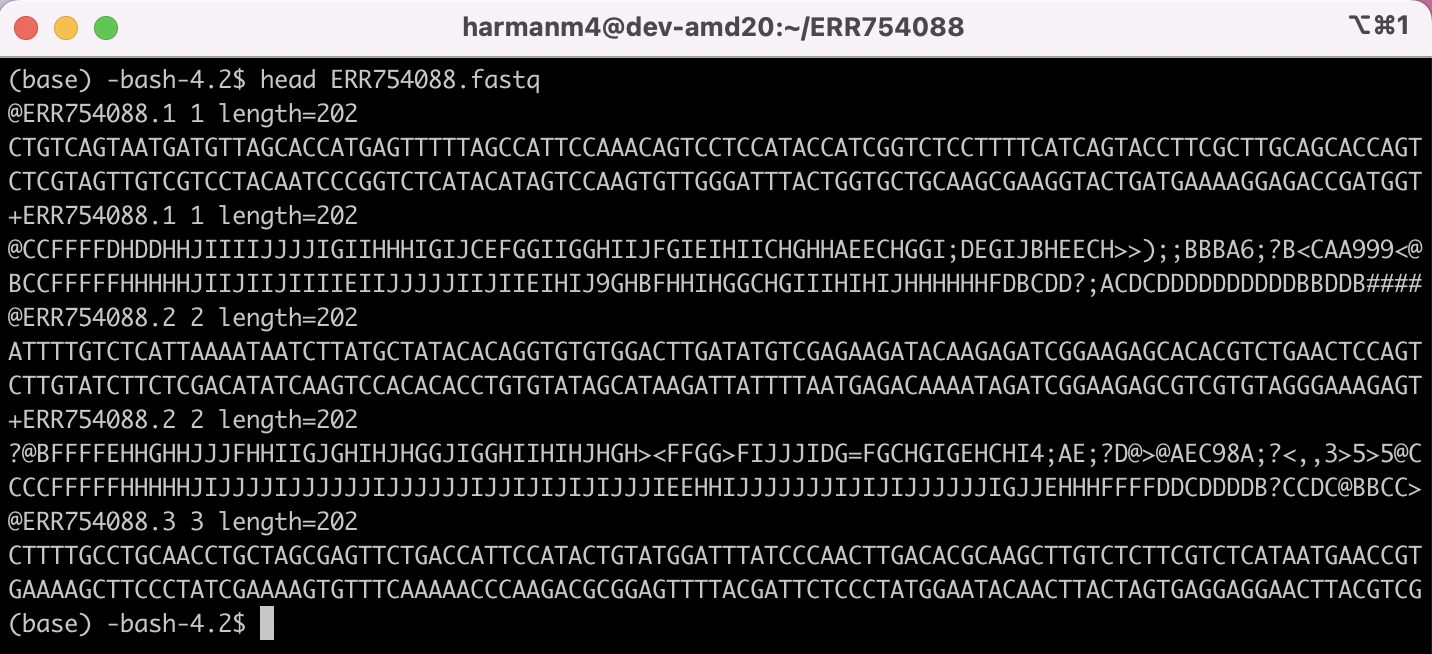 harmanm4@dev-amd20:~/ERR754088 ⌥⌘1
(base) -bash-4.2$ head ERR754088.fastq
@ERR754088.1 1 length=202
CTGTCAGTAATGATGTTAGCACCATGAGTTTTTAGCCATTCCAAACAGTCCTCCATACCATCGGTCTCCTTTTCATCAGTACCTTCGCTTGCAGCACCAGT
CTCGTAGTTGTCGTCCTACAATCCCGGTCTCATACATAGTCCAAGTGTTGGGATTTACTGGTGCTGCAAGCGAAGGTACTGATGAAAAGGAGACCGATGGT
+ERR754088.1 1 length=202
@CCFFFFDHDDHHJIIIIJJJJIGIIHHHIGIJCEFGGIIGGHIIJFGIEIHIICHGHHAEECHGGI;DEGIJBHEECH>>);;BBBA6;?B<CAA999<@
BCCFFFFFHHHHHJIIJIIJIIIIEIIJJJJJIIJIIEIHIJ9GHBFHHIHGGCHGIIIHIHIJHHHHHHFDBCDD?;ACDCDDDDDDDDDDBBDDB####
@ERR754088.2 2 length=202
ATTTTGTCTCATTAAAATAATCTTATGCTATACACAGGTGTGTGGACTTGATATGTCGAGAAGATACAAGAGATCGGAAGAGCACACGTCTGAACTCCAGT
CTTGTATCTTCTCGACATATCAAGTCCACACACCTGTGTATAGCATAAGATTATTTTAATGAGACAAAATAGATCGGAAGAGCGTCGTGTAGGGAAAGAGT
+ERR754088.2 2 length=202
?@BFFFFEHHGHHJJJFHHIIGJGHIHJHGGJIGGHIIHIHJHGH><FFGG>FIJJJIDG=FGCHGIGEHCHI4;AE;?D@>@AEC98A;?<,,3>5>5@C
CCCFFFFFHHHHHJIJJJJIJJJJJJIJJJJJJIJJIJIJIJIJJJIEEHHIJJJJJJJIJIJIJJJJJJIGJJEHHHFFFFDDCDDDDB?CCDC@BBCC>
@ERR754088.3 3 length=202
CTTTTGCCTGCAACCTGCTAGCGAGTTCTGACCATTCCATACTGTATGGATTTATCCCAACTTGACACGCAAGCTTGTCTCTTCGTCTCATAATGAACCGT
GAAAAGCTTCCCTATCGAAAAGTGTTTCAAAAACCCAAGACGCGGAGTTTTACGATTCTCCCTATGGAATACAACTTACTAGTGAGGAGGAACTTACGTCG
(base) -bash-4.2$